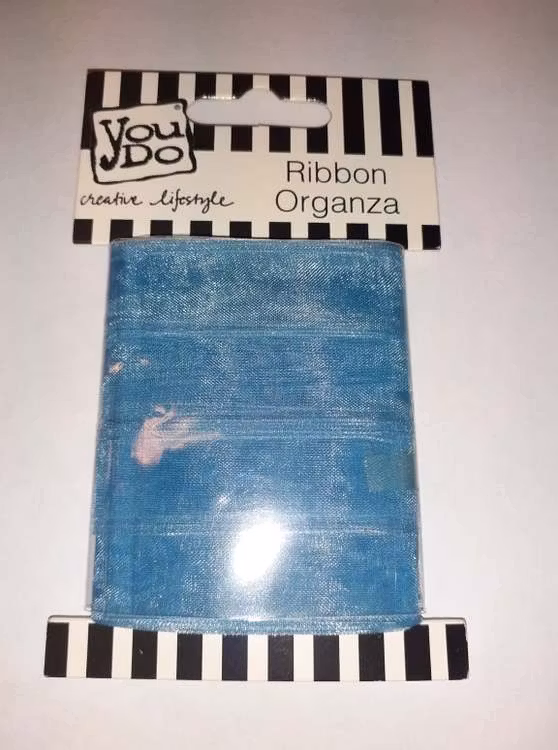 You
Do
creative lifestyle
Ribbon
Organza